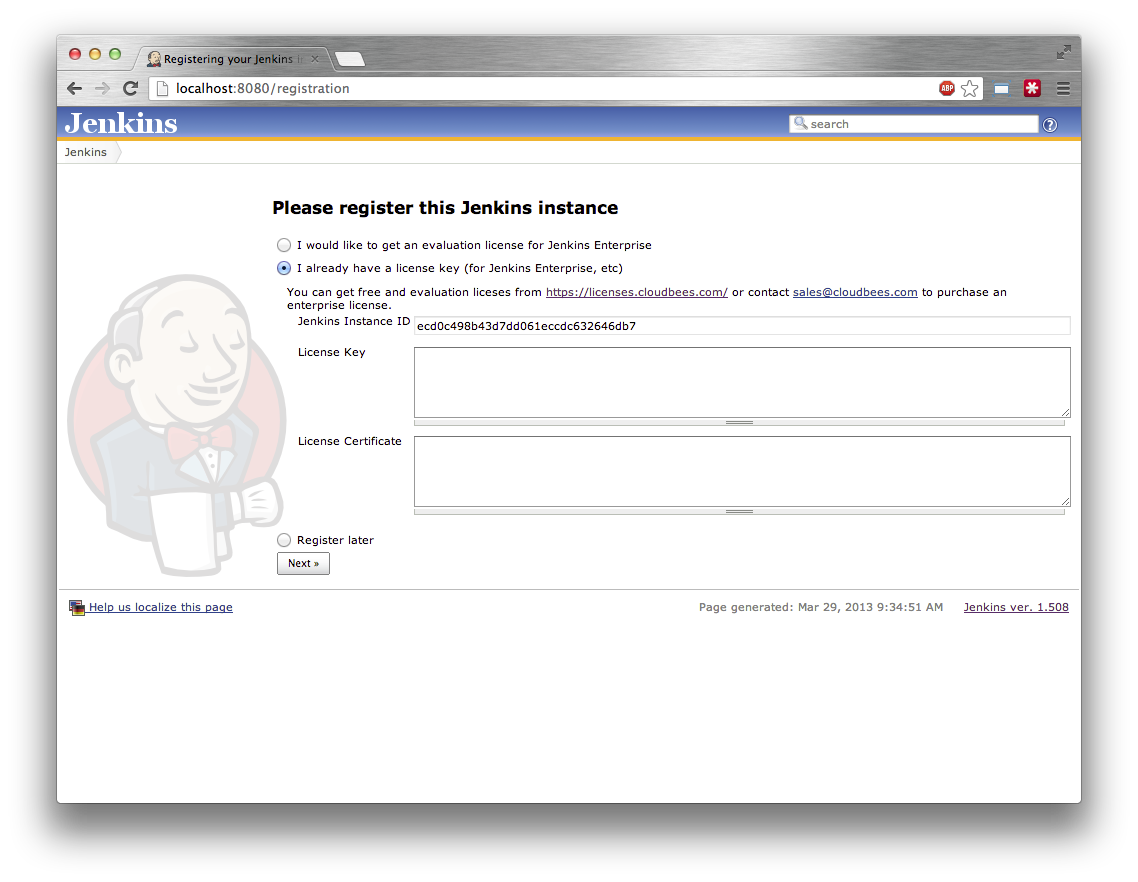 Registering your Jenkins i
localhost:8080/registration
ABP
Jenkins
search
Jenkins
Please register this Jenkins instance
I would like to get an evaluation license for Jenkins Enterprise
I already have a license key (for Jenkins Enterprise, etc)
You can get free and evaluation liceses from https://licenses.cloudbees.com/ or contact sales@cloudbees.com to purchase an
enterprise license.
Jenkins Instance ID ecd0c498b43d7dd061eccdc632646db7
License Key
License Certificate
Register later
Next »
Help us localize this page Page generated: Mar 29, 2013 9:34:51 AM Jenkins ver. 1.508